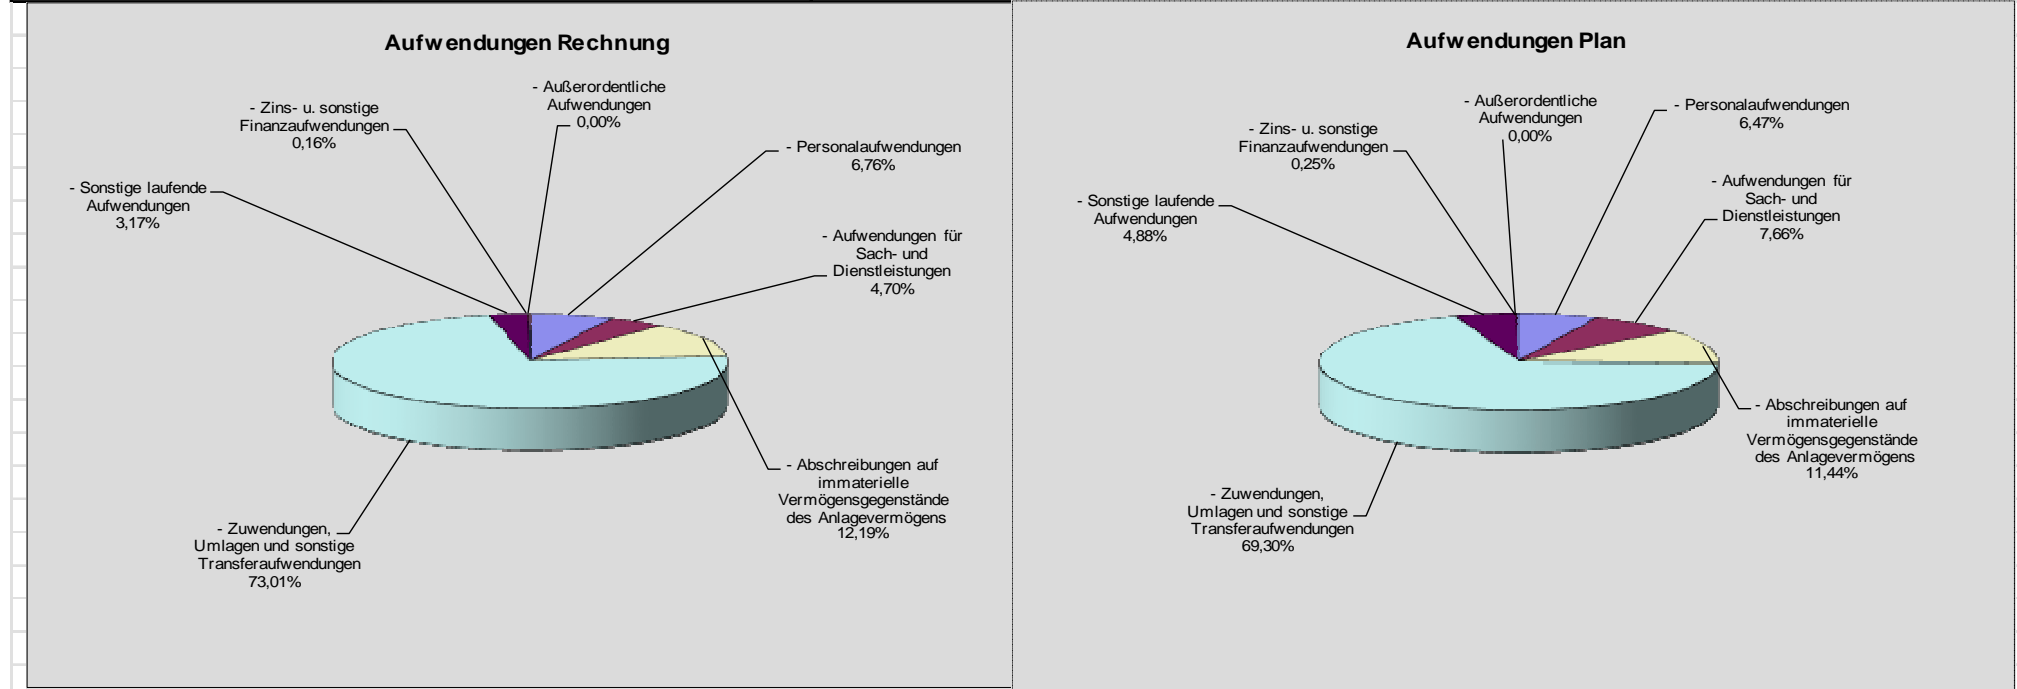 Aufwendungen Rechnung
- Außerordentliche
Aufwendungen
0,00%
- Zins- u. sonstige
Finanzaufwendungen
0,16%
- Personalaufwendungen
6,76%
- Sonstige laufende
Aufwendungen
3,17%
- Aufwendungen für
Sach- und
Dienstleistungen
4,70%
- Abschreibungen auf
immaterielle
Vermögensgegenstände
des Anlagevermögens
12,19%
- Zuwendungen,
Umlagen und sonstige
Transferaufwendungen
73,01%
Aufwendungen Plan
- Außerordentliche
Aufwendungen
0,00%
- Personalaufwendungen
6,47%
- Zins- u. sonstige
Finanzaufwendungen
0,25%
- Aufwendungen für
Sach- und
Dienstleistungen
7,66%
- Sonstige laufende
Aufwendungen
4,88%
- Abschreibungen auf
immaterielle
Vermögensgegenstände
des Anlagevermögens
11,44%
- Zuwendungen,
Umlagen und sonstige
Transferaufwendungen
69,30%